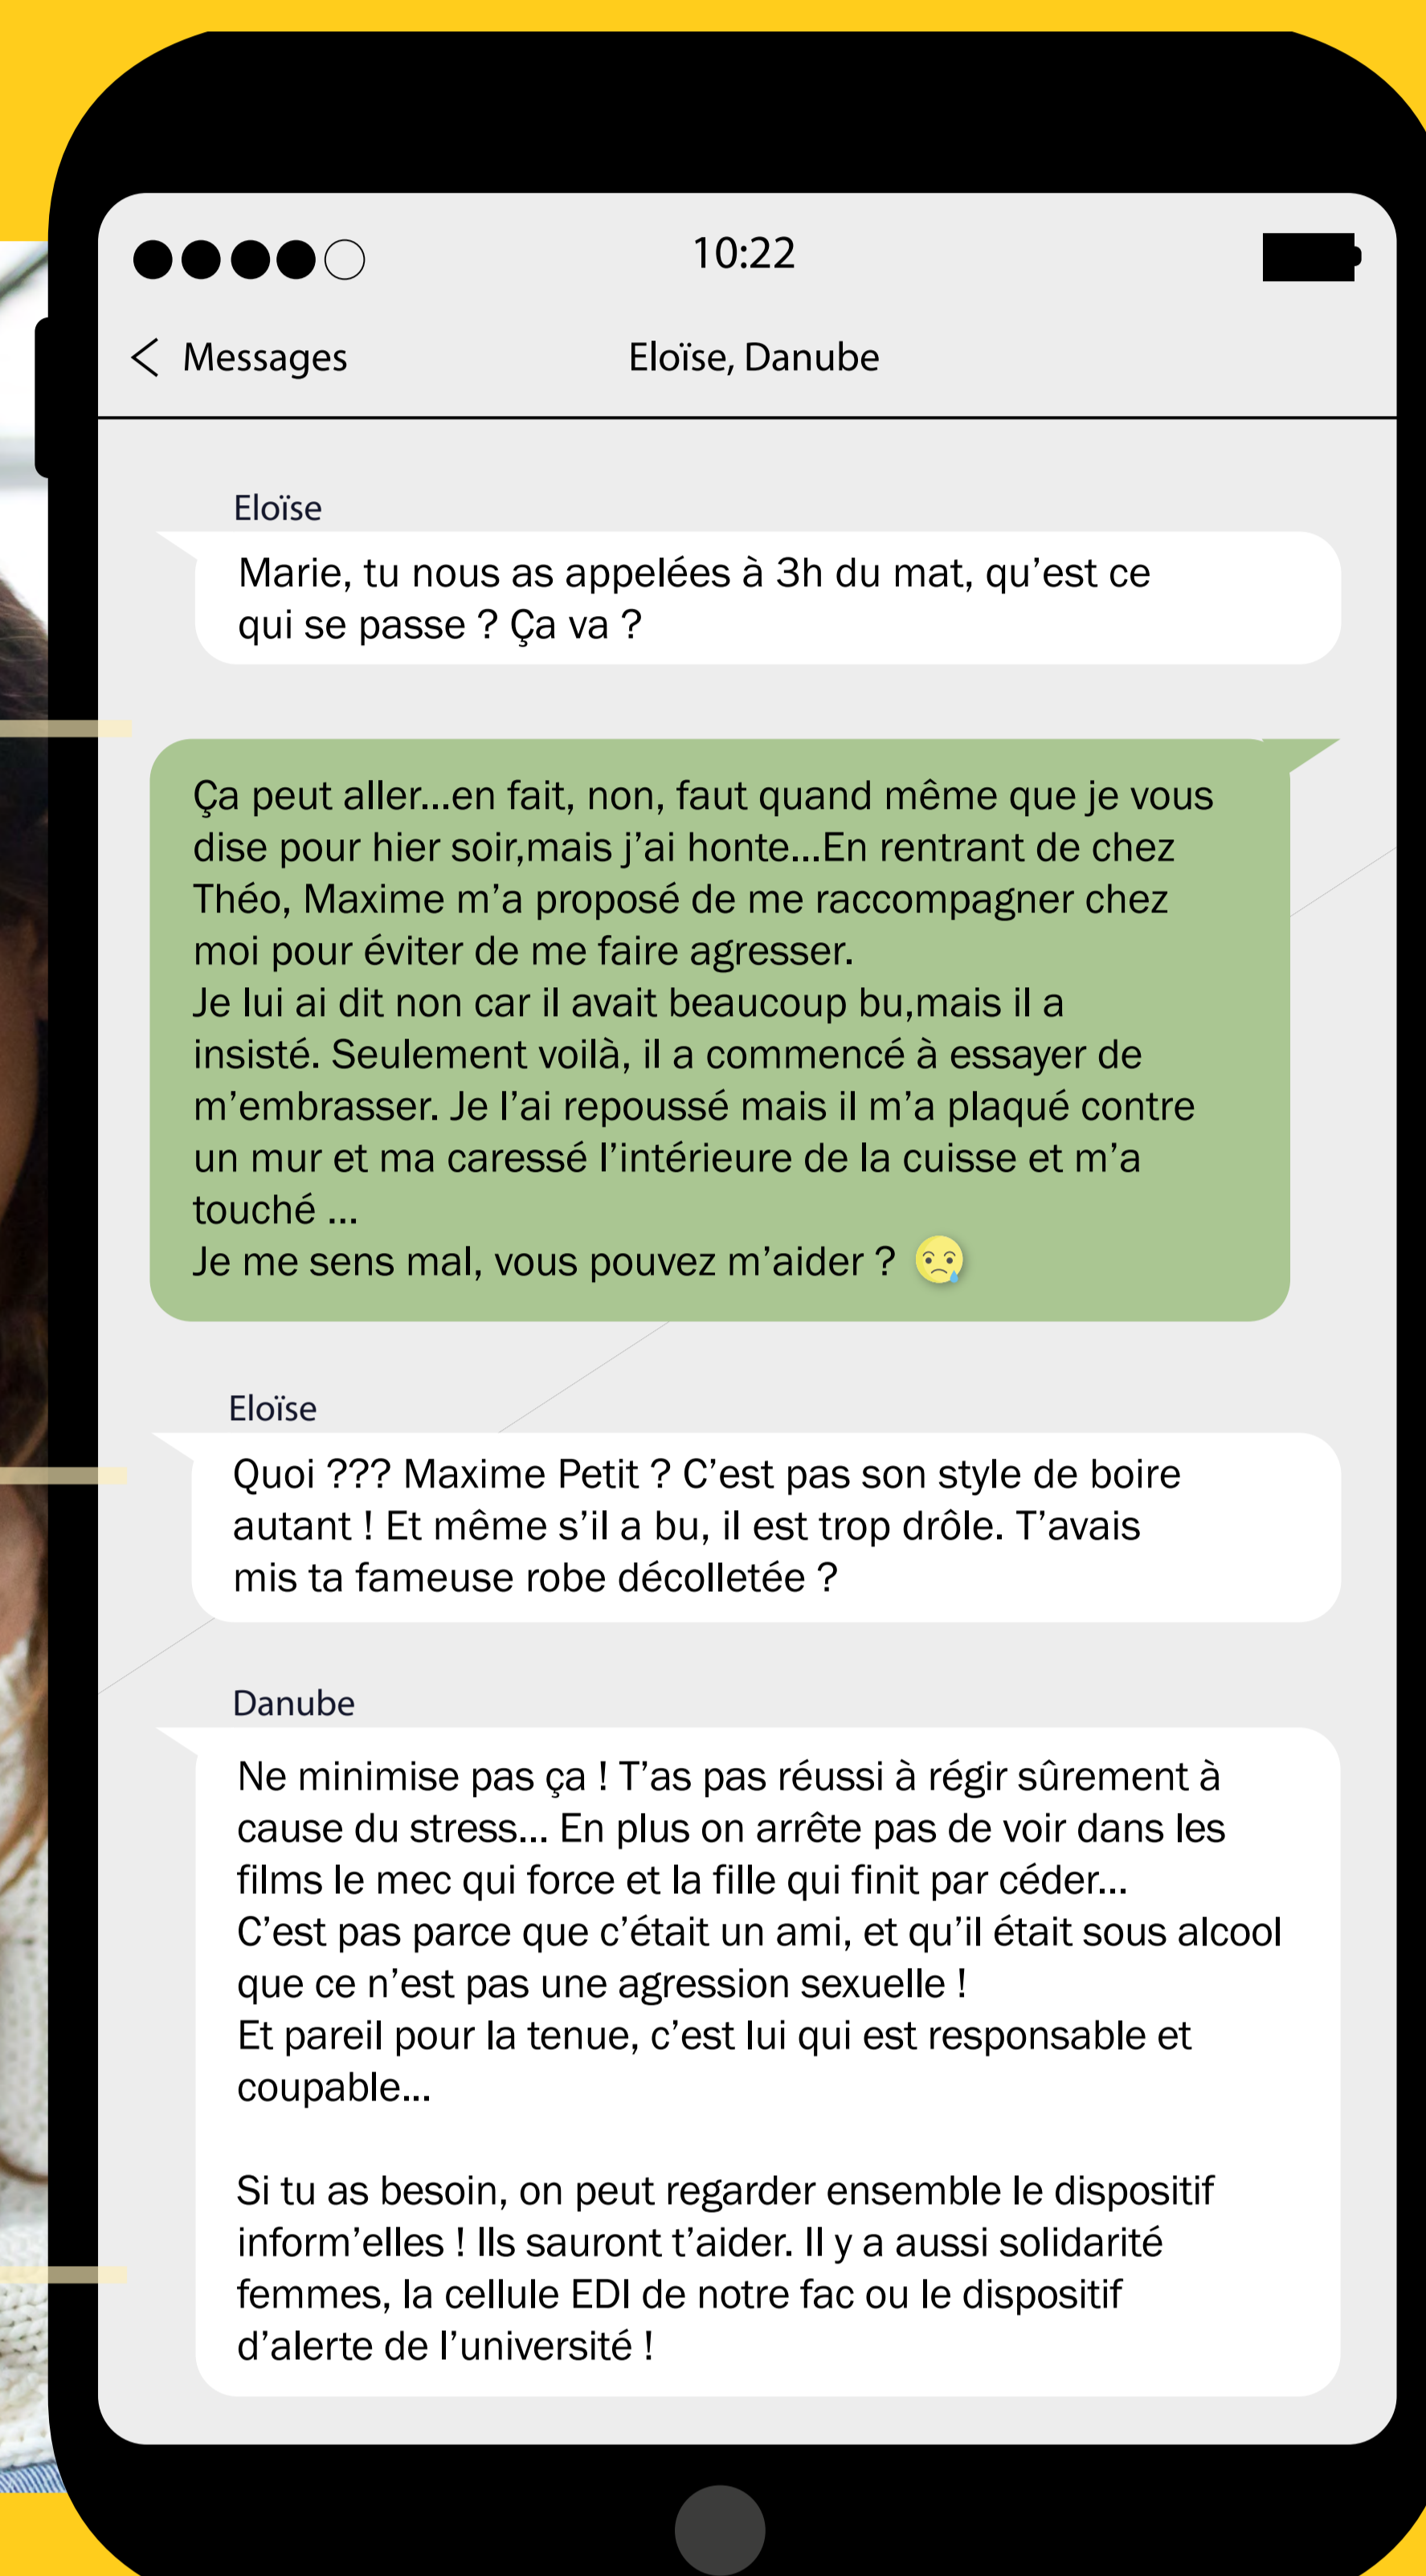 10:22
Messages
Eloïse, Danube
Eloïse
Marie, tu nous as appelées à 3h du mat, qu’est ce
qui se passe ? Ça va ?
Ça peut aller...en fait, non, faut quand même que je vous
dise pour hier soir,mais j’ai honte...En rentrant de chez
Théo, Maxime m’a proposé de me raccompagner chez
moi pour éviter de me faire agresser.
Je lui ai dit non car il avait beaucoup bu,mais il a
insisté. Seulement voilà, il a commencé à essayer de
m’embrasser. Je l’ai repoussé mais il m’a plaqué contre
un mur et ma caressé l’intérieure de la cuisse et m’a
touché ...
Je me sens mal, vous pouvez m’aider ? 😢
Eloïse
Quoi ??? Maxime Petit ? C’est pas son style de boire
autant ! Et même s’il a bu, il est trop drôle. T’avais
mis ta fameuse robe décolletée ?
Danube
Ne minimise pas ça ! T’as pas réussi à régir sûrement à
cause du stress... En plus on arrête pas de voir dans les
films le mec qui force et la fille qui finit par céder...
C’est pas parce que c’était un ami, et qu’il était sous alcool
que ce n’est pas une agression sexuelle !
Et pareil pour la tenue, c’est lui qui est responsable et
coupable...
Si tu as besoin, on peut regarder ensemble le dispositif
inform’elles ! Ils sauront t’aider. Il y a aussi solidarité
femmes, la cellule EDI de notre fac ou le dispositif
d’alerte de l’université !